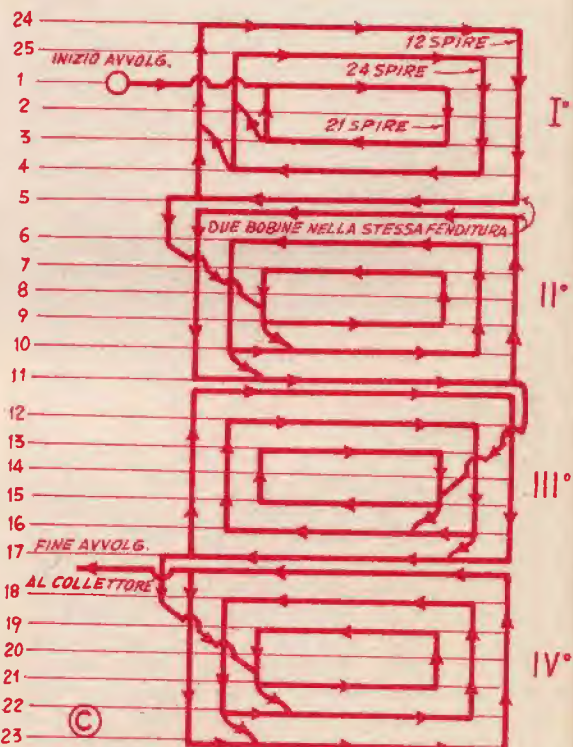 24
12 SPIRE
25
24 SPIRE
INIZIO AVVOLG.
1
I°
2
21 SPIRE
3
4
5
DUE BOBINE NELLA STESSA FENDITURA
6
7
8
II°
9
10
11
12
13
14
III°
15
16
17
FINE AVVOLG.
AL COLLETTORE
18
19
20
IV°
21
22
C
23